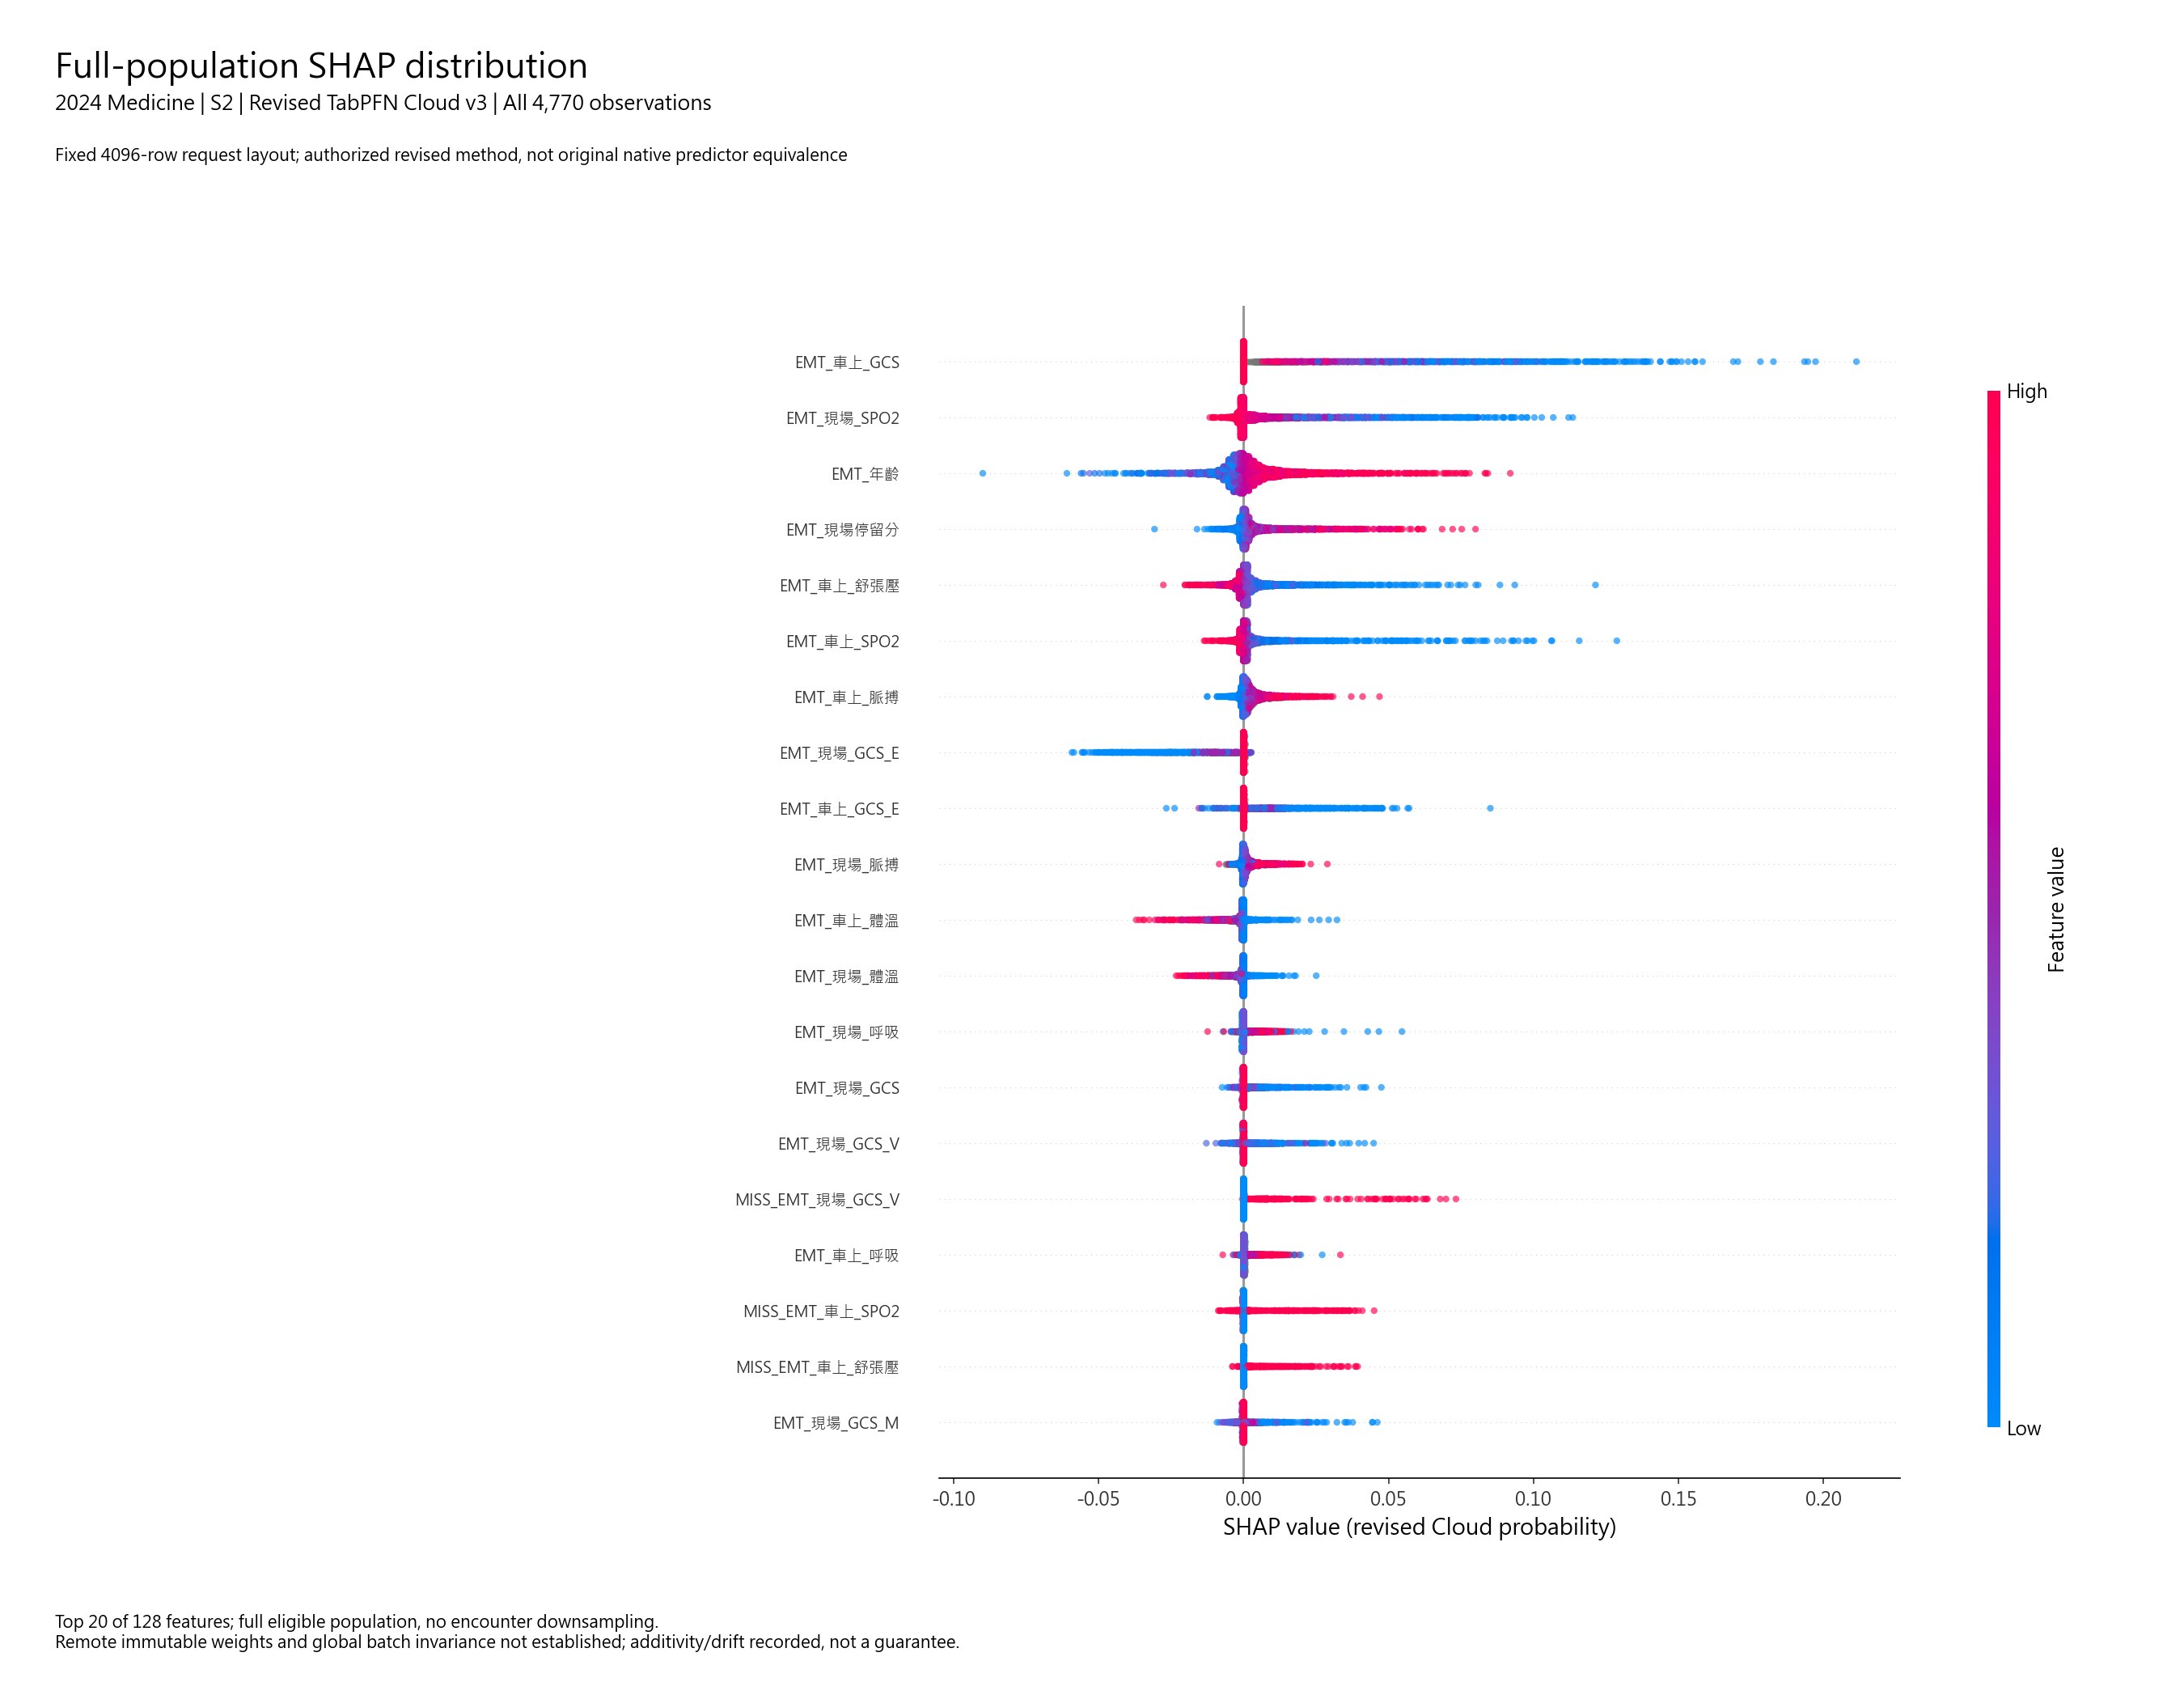 Full-population SHAP distribution
2024 Medicine | S2 | Revised TabPFN Cloud v3 | All 4,770 observations
Fixed 4096-row request layout; authorized revised method, not original native predictor equivalence
EMT_車上_GCS
EMT_現場_SPO2
EMT_年齡
EMT_現場停留分
EMT_車上_舒張壓
EMT_車上_SPO2
EMT_車上_脈搏
EMT_現場_GCS_E
EMT_車上_GCS_E
EMT_現場_脈搏
EMT_車上_體溫
EMT_現場_體溫
EMT_現場_呼吸
EMT_現場_GCS
EMT_現場_GCS_V
MISS_EMT_現場_GCS_V
EMT_車上_呼吸
MISS_EMT_車上_SPO2
MISS_EMT_車上_舒張壓
EMT_現場_GCS_M
-0.10 -0.05 0.00 0.05 0.10 0.15 0.20
SHAP value (revised Cloud probability)
High
Feature value
Low
Top 20 of 128 features; full eligible population, no encounter downsampling.
Remote immutable weights and global batch invariance not established; additivity/drift recorded, not a guarantee.